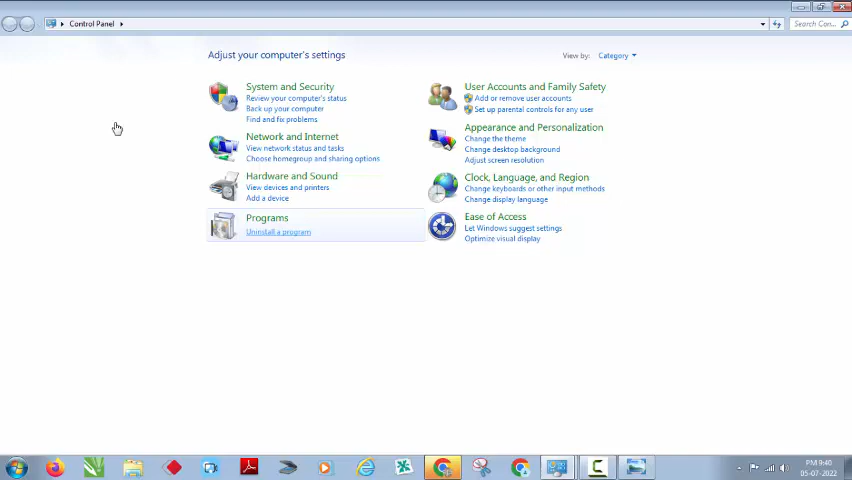 Control Panel
Search Con...
Adjust your computer's settings
View by: Category
System and Security
Review your computer's status
Back up your computer
Find and fix problems
Network and Internet
View network status and tasks
Choose homegroup and sharing options
Hardware and Sound
View devices and printers
Add a device
Programs
Uninstall a program
User Accounts and Family Safety
Add or remove user accounts
Set up parental controls for any user
Appearance and Personalization
Change the theme
Change desktop background
Adjust screen resolution
Clock, Language, and Region
Change keyboards or other input methods
Change display language
Ease of Access
Let Windows suggest settings
Optimize visual display
PM 9:40
05-07-2022